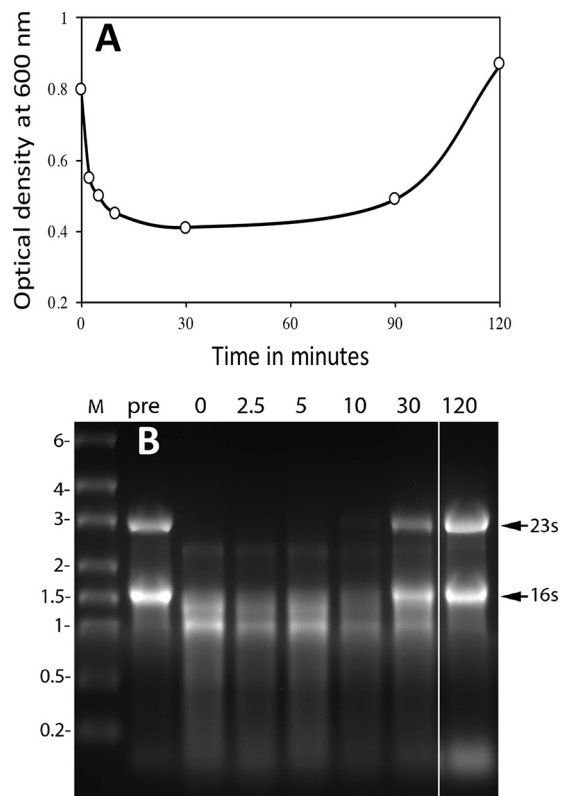 A
Optical density at 600 nm
1
0.8
0.6
0.4
0.2
0 30 60 90 120
Time in minutes
M pre 0 2.5 5 10 30 120
B
6-
4-
3-
23s
2-
1.5-
16s
1-
0.5-
0.2-